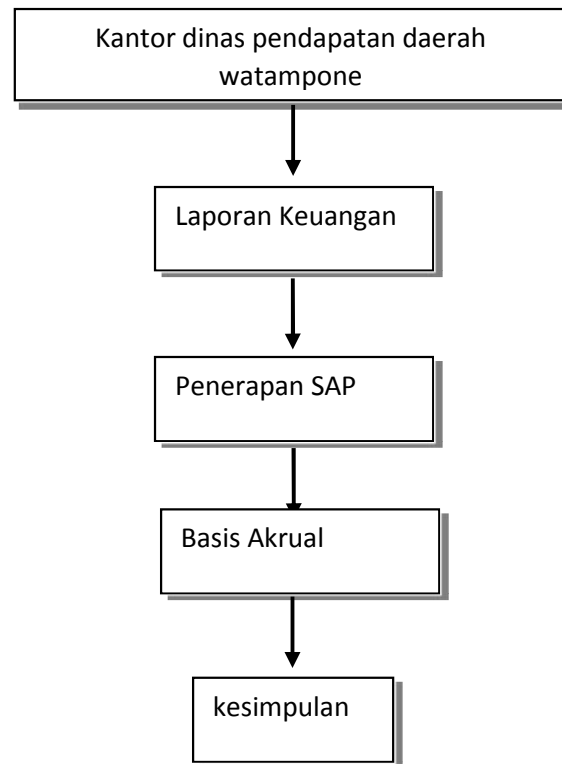 Kantor dinas pendapatan daerah
watampone
Laporan Keuangan
Penerapan SAP
Basis Akrual
kesimpulan